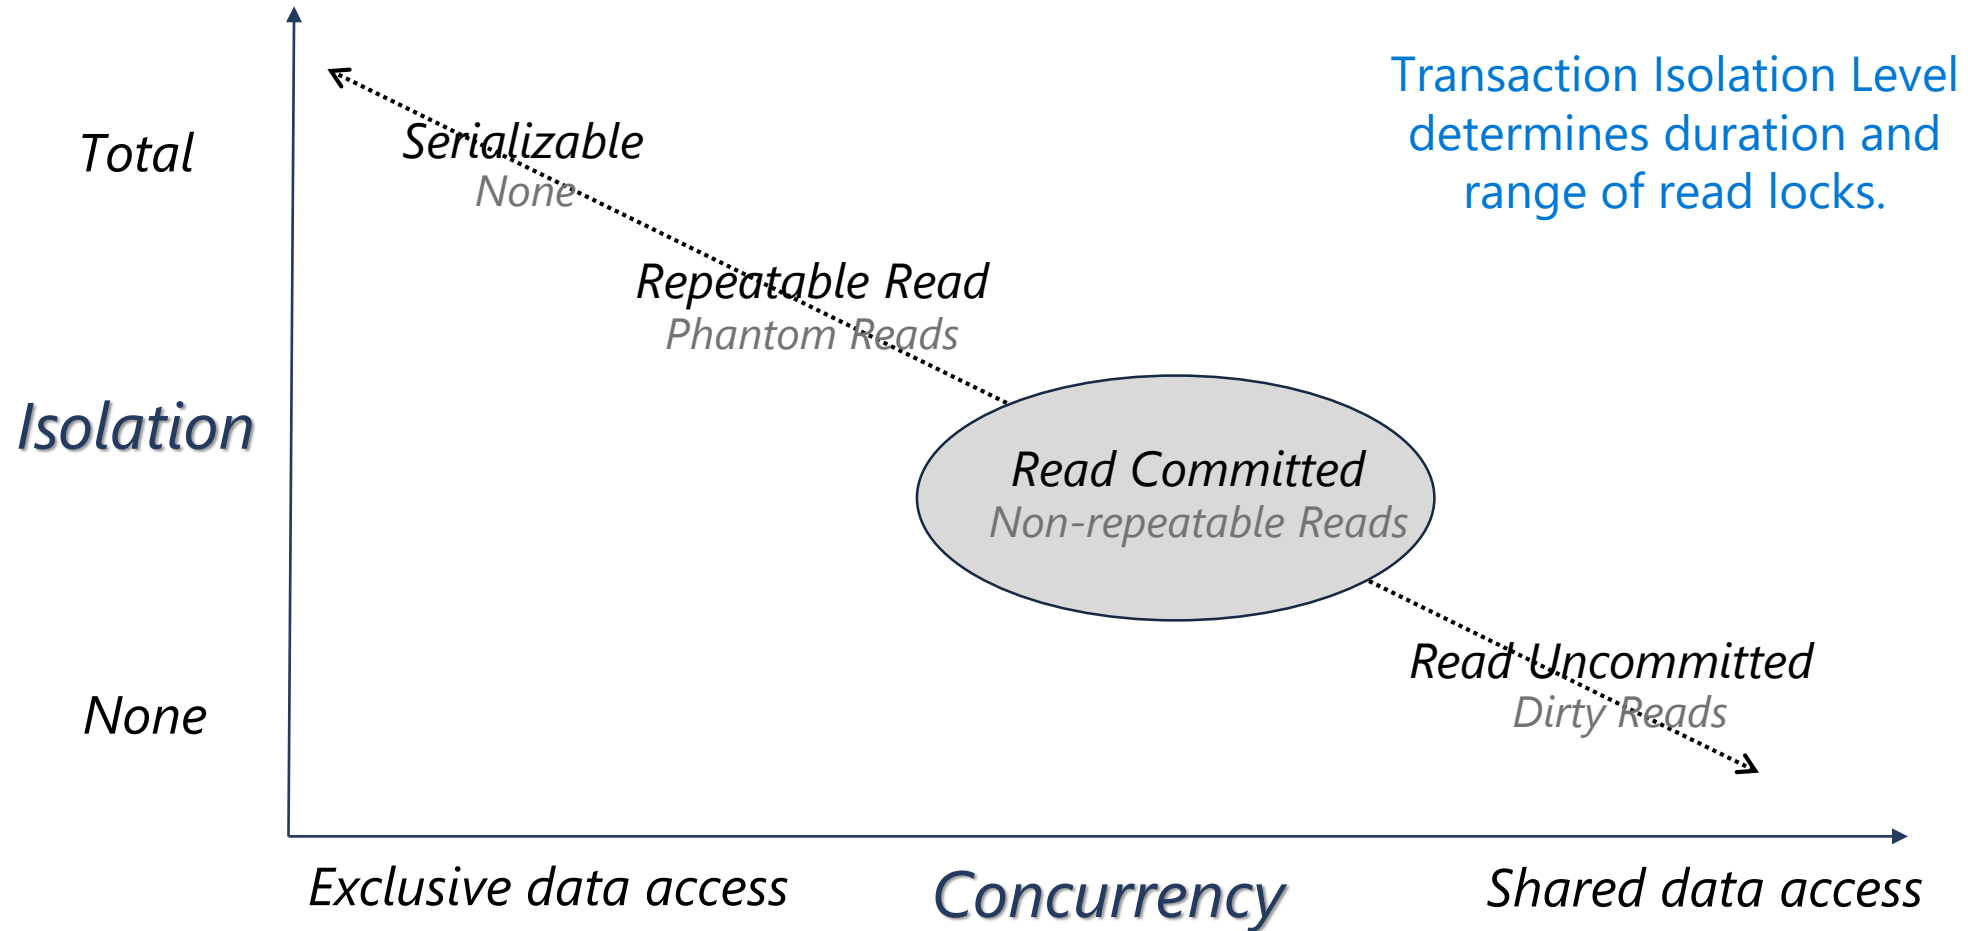 Transaction Isolation Level
determines duration and
range of read locks.
Total
Serializable
None
Repeatable Read
Phantom Reads
Isolation
Read Committed
Non-repeatable Reads
Read Uncommitted
Dirty Reads
None
Exclusive data access
Concurrency
Shared data access